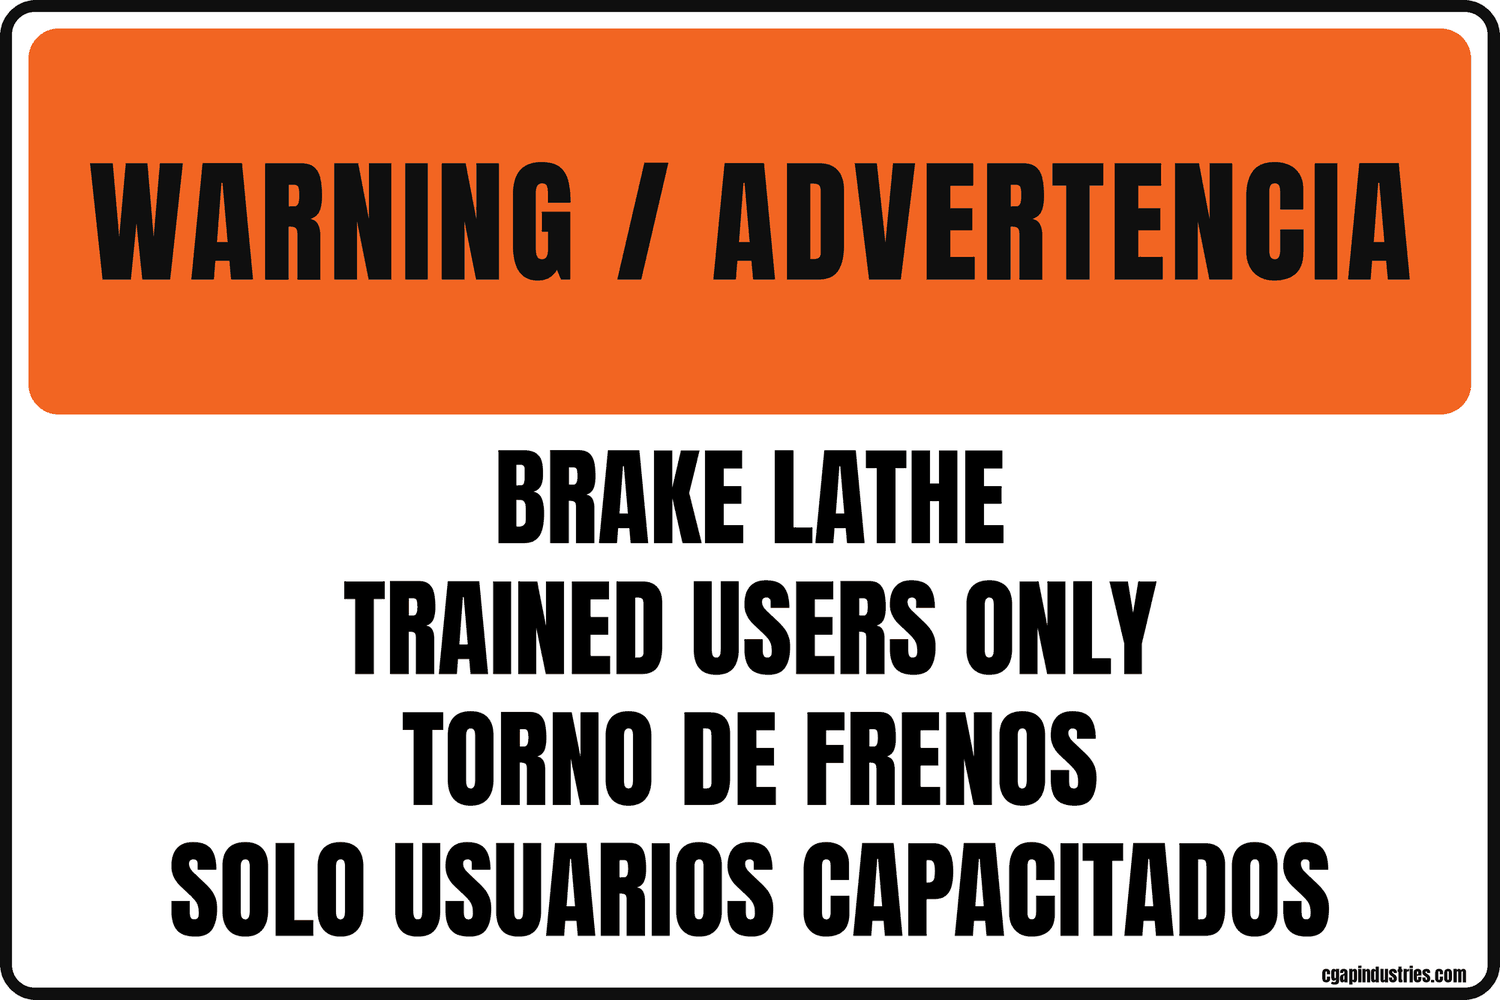 WARNING / ADVERTENCIA
BRAKE LATHE
TRAINED USERS ONLY
TORNO DE FRENOS
SOLO USUARIOS CAPACITADOS
cgapindustries.com